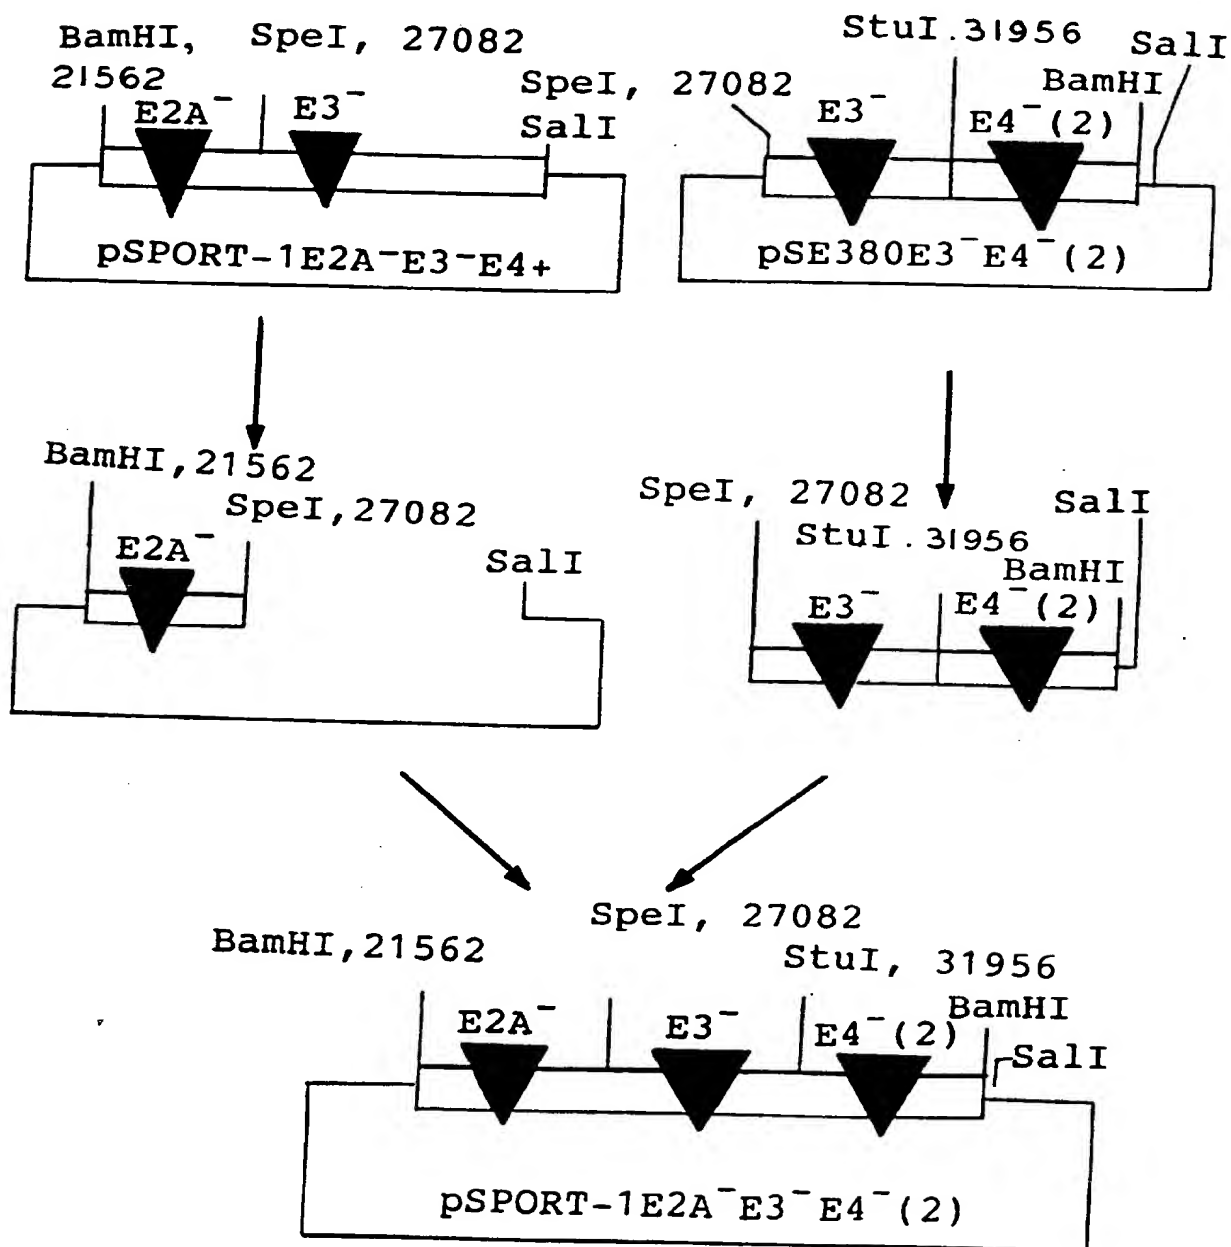 BamHI, SpeI, 27082
21562
E2A⁻ E3⁻
SpeI, 27082
SalI
pSPORT-1E2A⁻E3⁻E4+
StuI.31956 SalI
BamHI
E3⁻ E4⁻(2)
pSE380E3⁻E4⁻(2)
BamHI,21562
SpeI,27082
E2A⁻
SalI
SpeI, 27082 SalI
StuI.31956
BamHI
E3⁻ E4⁻(2)
SpeI, 27082
BamHI,21562
StuI, 31956
BamHI
E2A⁻ E3⁻ E4⁻(2)
SalI
pSPORT-1E2A⁻E3⁻E4⁻(2)